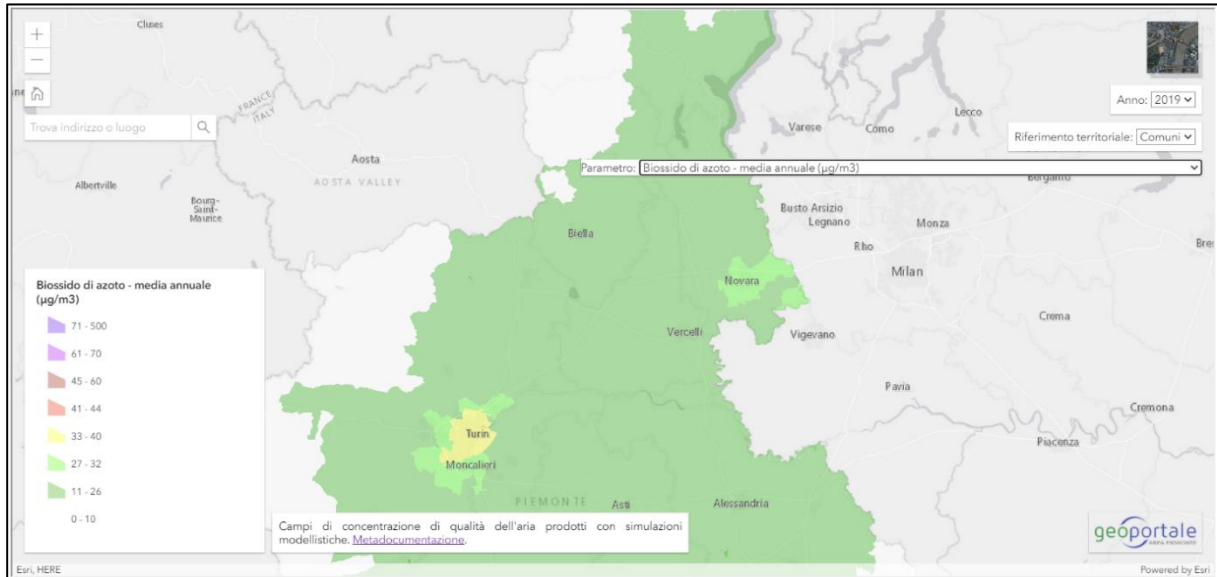 +
−
Cluses
FRANCE
ITALY
Trova indirizzo o luogo
Aosta
AOSTA VALLEY
Albertville
Bourg-
Saint-
Maurice
Anno: 2019
Lecco
Varese
Como
Riferimento territoriale: Comuni
Parametro: Biossido di azoto - media annuale (µg/m3)
Bergamo
Busto Arsizio
Legnano
Monza
Biella
Rho
Milan
Novara
Crema
Vercelli
Vigevano
Pavia
Cremona
Piacenza
Turin
Moncalieri
PIEMONTE
Asti
Alessandria
Biossido di azoto - media annuale
(µg/m3)
71 - 500
61 - 70
45 - 60
41 - 44
33 - 40
27 - 32
11 - 26
0 - 10
Campi di concentrazione di qualità dell'aria prodotti con simulazioni
modellistiche. Metadocumentazione.
geoportale
ARPA PIEMONTE
Esri, HERE
Powered by Esri